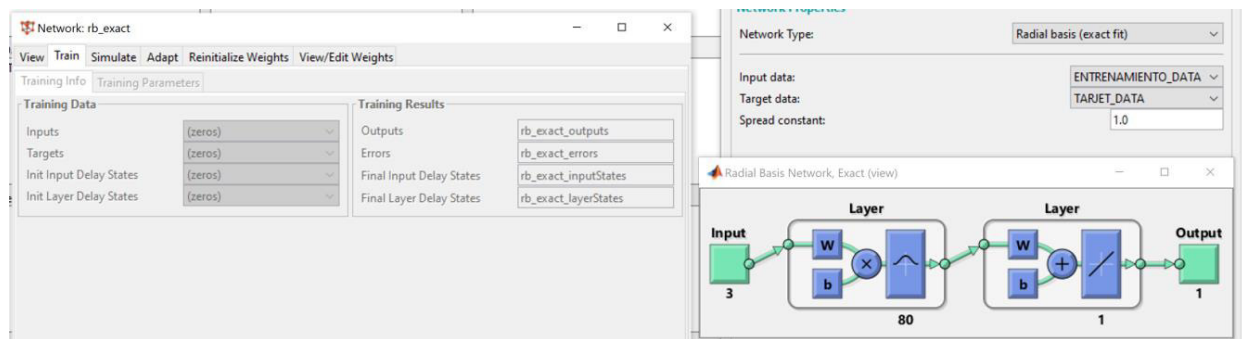 Network: rb_exact
View Train Simulate Adapt Reinitialize Weights View/Edit Weights
Training Info Training Parameters
Training Data
Inputs (zeros)
Targets (zeros)
Init Input Delay States (zeros)
Init Layer Delay States (zeros)
Training Results
Outputs rb_exact_outputs
Errors rb_exact_errors
Final Input Delay States rb_exact_inputStates
Final Layer Delay States rb_exact_layerStates
Network Properties
Network Type: Radial basis (exact fit)
Input data: ENTRENAMIENTO_DATA
Target data: TARJET_DATA
Spread constant: 1.0
Radial Basis Network, Exact (view)
Layer Layer
Input Output
W W
b b
3 1
80 1